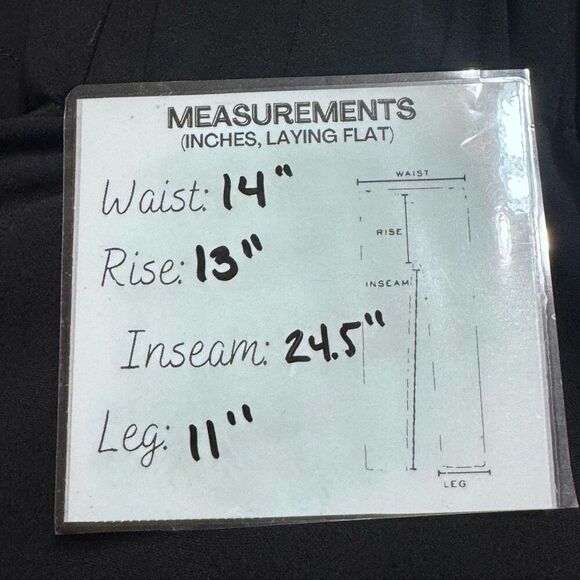 MEASUREMENTS
(INCHES, LAYING FLAT)
Waist: 14"
Rise: 13"
Inseam: 24.5"
Leg: 11"
WAIST
RISE
INSEAM
LEG